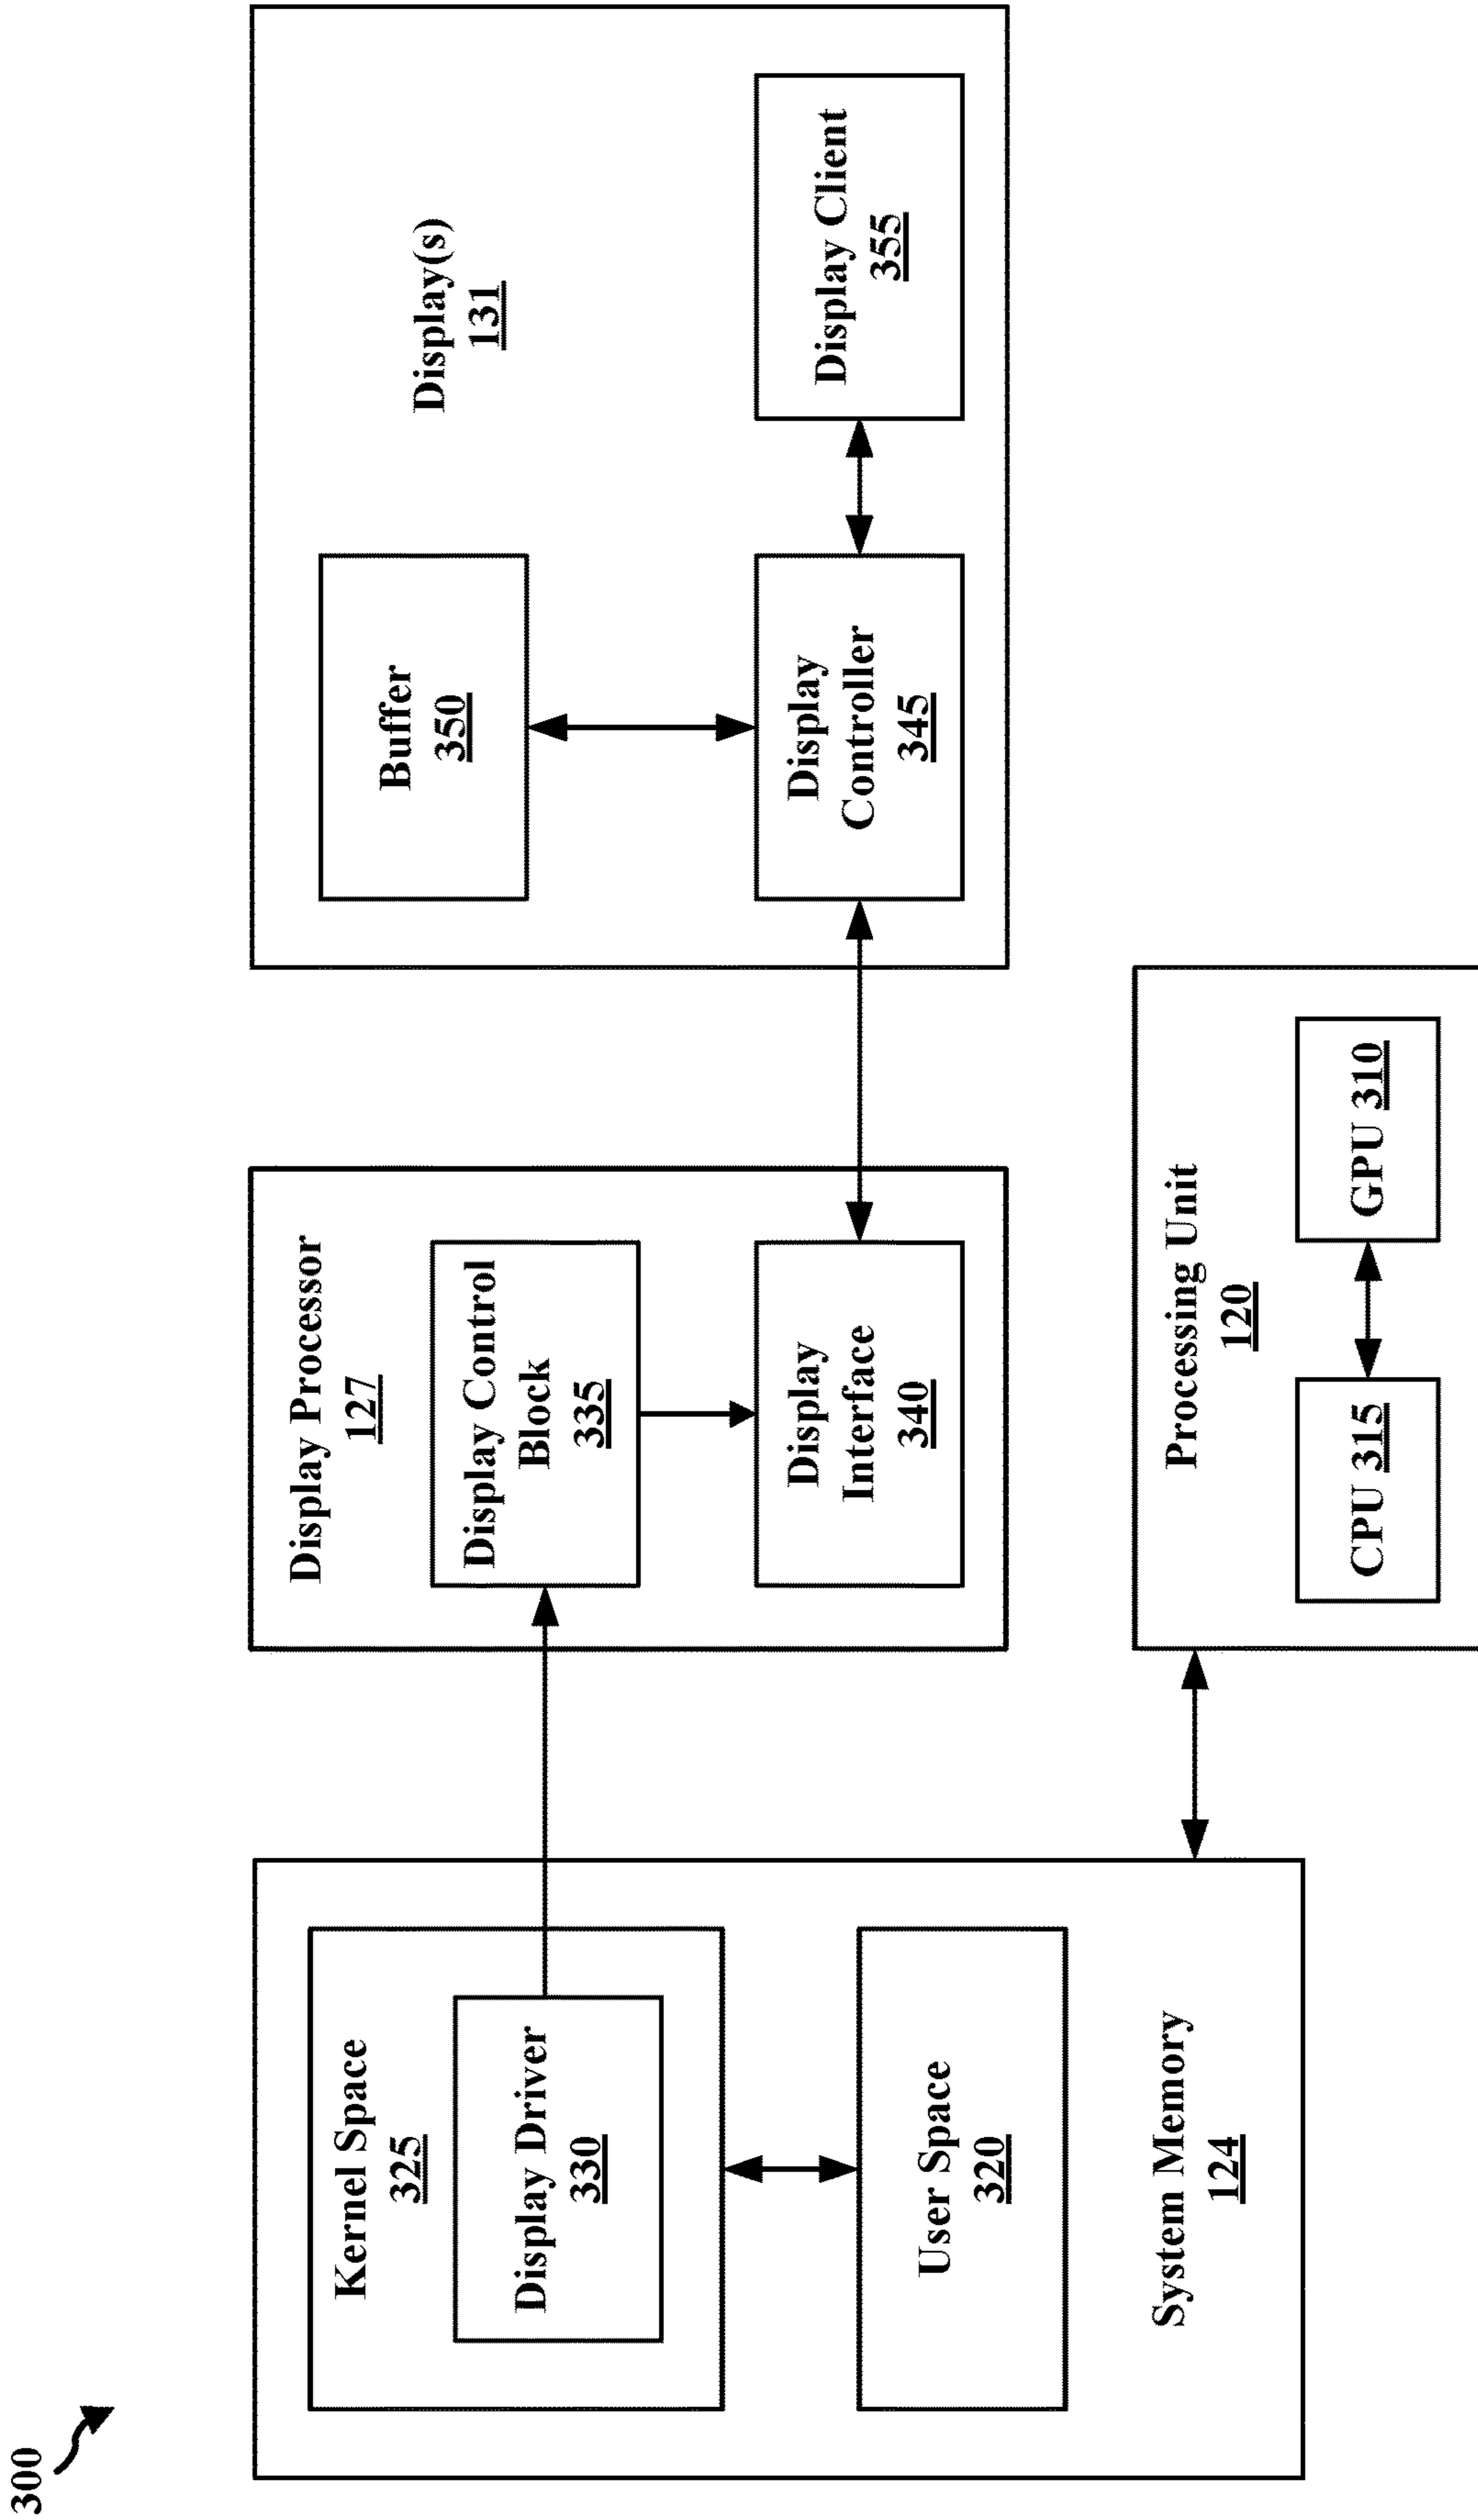 300
Kernel Space
325
Display Driver
330
User Space
320
System Memory
124
Display Processor
127
Display Control
Block
335
Display
Interface
340
Display(s)
131
Buffer
350
Display
Controller
345
Display Client
355
Processing Unit
120
CPU 315
GPU 310